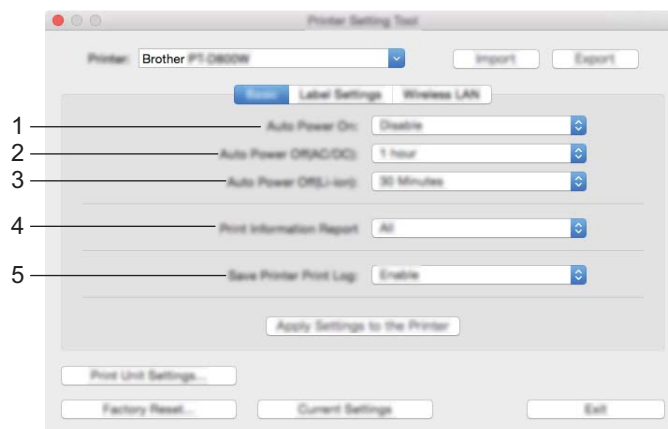 Printer Setting Tool
Printer: Brother PT-D800W Import Export
Basic Label Settings Wireless LAN
1 Auto Power On: Disable
2 Auto Power Off(AC/DC): 1 hour
3 Auto Power Off(Li-ion): 30 Minutes
4 Print Information Report All
5 Save Printer Print Log: Enable
Apply Settings to the Printer
Print Unit Settings...
Factory Reset... Current Settings Exit